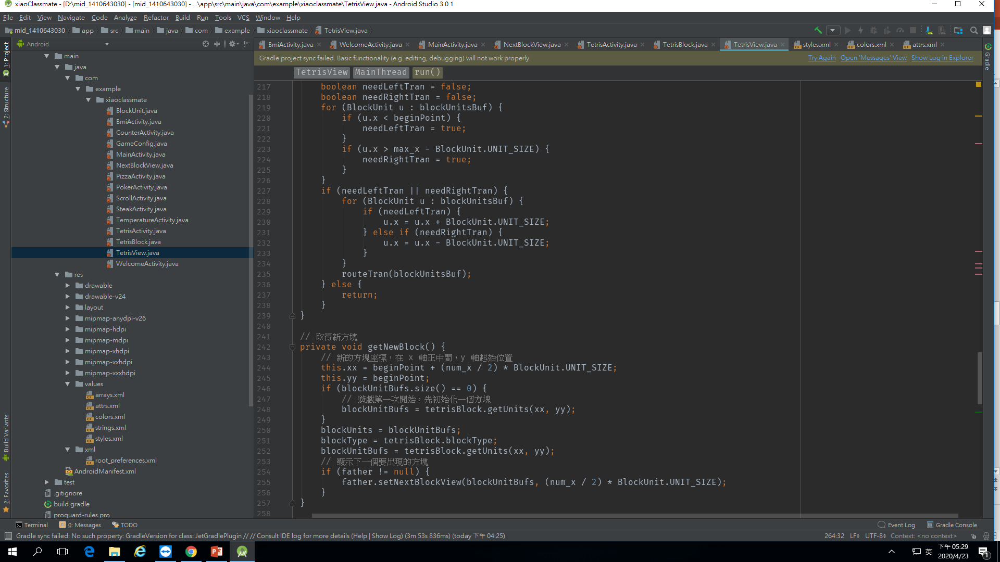 xiaoClassmate - [D:\mid_1410643030] - [mid_1410643030] - ...\app\src\main\java\com\example\xiaoclassmate\TetrisView.java - Android Studio 3.0.1
File Edit View Navigate Code Analyze Refactor Build Run Tools VCS Window Help
mid_1410643030 app src main java com example xiaoclassmate TetrisView.java
Android
BmiActivity.java WelcomeActivity.java MainActivity.java NextBlockView.java TetrisActivity.java TetrisBlock.java TetrisView.java styles.xml colors.xml attrs.xml
Gradle project sync failed. Basic functionality (e.g. editing, debugging) will not work properly. Try Again Open 'Messages' View Show Log in Explorer
TetrisView MainThread run()
1: Project
7: Structure
Build Variants
2: Favorites
Gradle
main
java
com
example
xiaoclassmate
BlockUnit.java
BmiActivity.java
CounterActivity.java
GameConfig.java
MainActivity.java
NextBlockView.java
PizzaActivity.java
PokerActivity.java
ScrollActivity.java
SteakActivity.java
TemperatureActivity.java
TetrisActivity.java
TetrisBlock.java
TetrisView.java
WelcomeActivity.java
res
drawable
drawable-v24
layout
mipmap-anydpi-v26
mipmap-hdpi
mipmap-mdpi
mipmap-xhdpi
mipmap-xxhdpi
mipmap-xxxhdpi
values
arrays.xml
attrs.xml
colors.xml
strings.xml
styles.xml
xml
root_preferences.xml
AndroidManifest.xml
test
.gitignore
build.gradle
proguard-rules.pro
217 boolean needLeftTran = false;
218 boolean needRightTran = false;
219 for (BlockUnit u : blockUnitsBuf) {
220 if (u.x < beginPoint) {
221 needLeftTran = true;
222 }
223 if (u.x > max_x - BlockUnit.UNIT_SIZE) {
224 needRightTran = true;
225 }
226 }
227 if (needLeftTran || needRightTran) {
228 for (BlockUnit u : blockUnitsBuf) {
229 if (needLeftTran) {
230 u.x = u.x + BlockUnit.UNIT_SIZE;
231 } else if (needRightTran) {
232 u.x = u.x - BlockUnit.UNIT_SIZE;
233 }
234 }
235 routeTran(blockUnitsBuf);
236 } else {
237 return;
238 }
239 }
240
241 // 取得新方塊
242 private void getNewBlock() {
243 // 新的方塊座標，在 x 軸正中間，y 軸起始位置
244 this.xx = beginPoint + (num_x / 2) * BlockUnit.UNIT_SIZE;
245 this.yy = beginPoint;
246 if (blockUnitBufs.size() == 0) {
247 // 遊戲第一次開始，先初始化一個方塊
248 blockUnitBufs = tetrisBlock.getUnits(xx, yy);
249 }
250 blockUnits = blockUnitBufs;
251 blockType = tetrisBlock.blockType;
252 blockUnitBufs = tetrisBlock.getUnits(xx, yy);
253 // 顯示下一個要出現的方塊
254 if (father != null) {
255 father.setNextBlockView(blockUnitBufs, (num_x / 2) * BlockUnit.UNIT_SIZE);
256 }
257 }
258
Terminal 0: Messages TODO Event Log Gradle Console
Gradle sync failed: No such property: GradleVersion for class: JetGradlePlugin // // Consult IDE log for more details (Help | Show Log) (3m 53s 836ms) (today 下午 04:25) 264:32 LF UTF-8 Context: <no context>
英 下午 05:29
2020/4/23
1